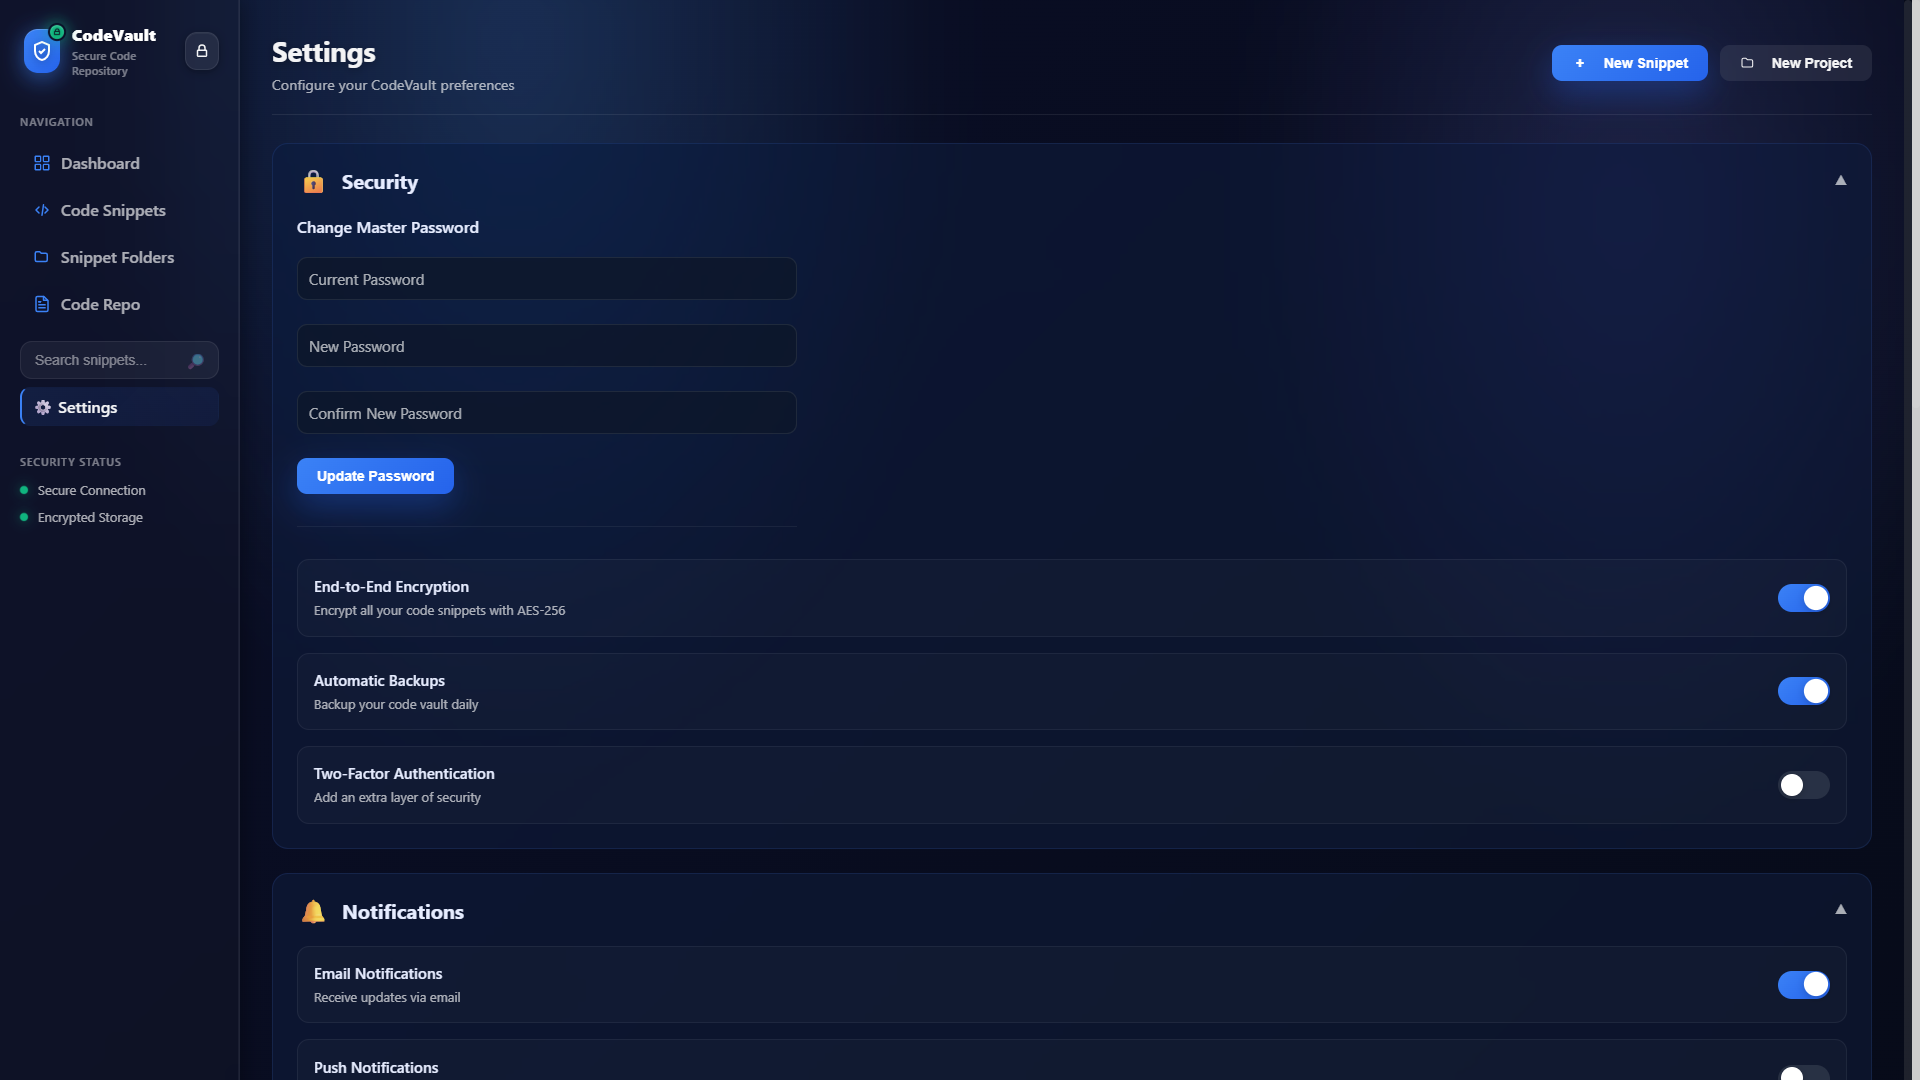 CodeVault
Secure Code
Repository
NAVIGATION
Dashboard
Code Snippets
Snippet Folders
Code Repo
Search snippets...
Settings
SECURITY STATUS
Secure Connection
Encrypted Storage
Settings
Configure your CodeVault preferences
+ New Snippet
New Project
Security
Change Master Password
Current Password
New Password
Confirm New Password
Update Password
End-to-End Encryption
Encrypt all your code snippets with AES-256
Automatic Backups
Backup your code vault daily
Two-Factor Authentication
Add an extra layer of security
Notifications
Email Notifications
Receive updates via email
Push Notifications